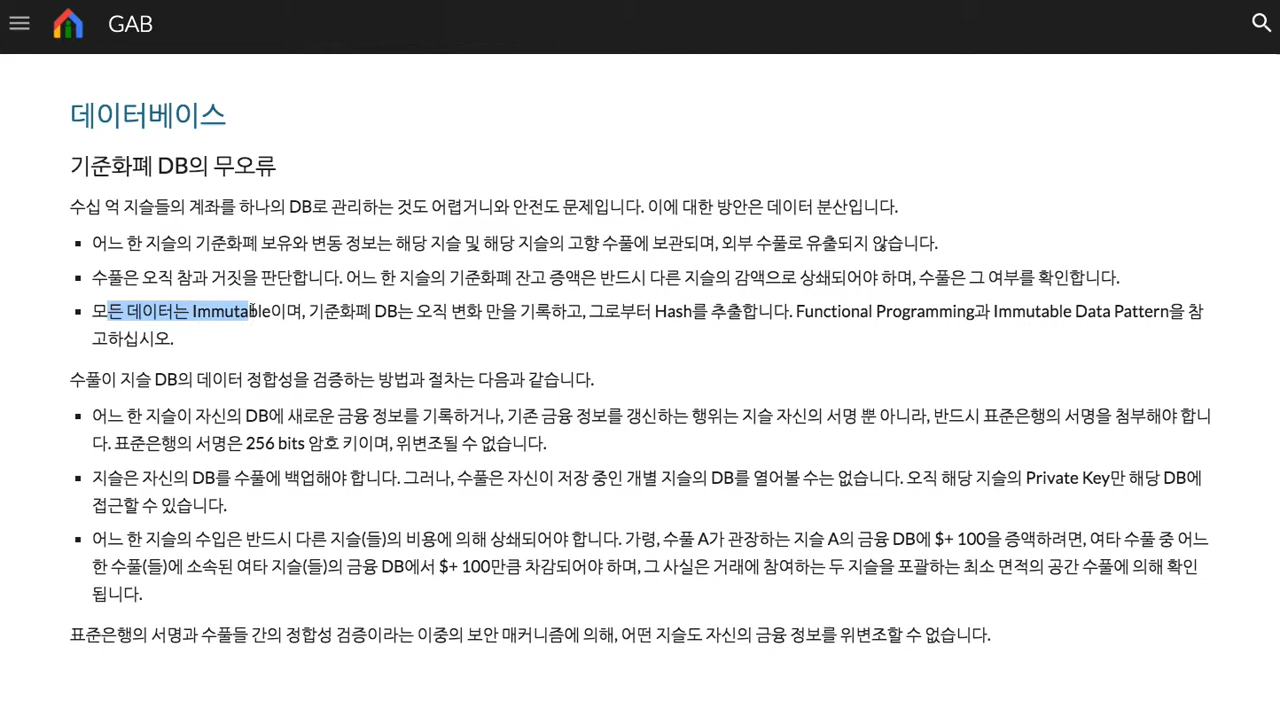 GAB
데이터베이스
기준화폐 DB의 무오류
수십 억 지슬들의 계좌를 하나의 DB로 관리하는 것도 어렵거니와 안전도 문제입니다. 이에 대한 방안은 데이터 분산입니다.
▪ 어느 한 지슬의 기준화폐 보유와 변동 정보는 해당 지슬 및 해당 지슬의 고향 수풀에 보관되며, 외부 수풀로 유출되지 않습니다.
▪ 수풀은 오직 참과 거짓을 판단합니다. 어느 한 지슬의 기준화폐 잔고 증액은 반드시 다른 지슬의 감액으로 상쇄되어야 하며, 수풀은 그 여부를 확인합니다.
▪ 모든 데이터는 Immutable이며, 기준화폐 DB는 오직 변화 만을 기록하고, 그로부터 Hash를 추출합니다. Functional Programming과 Immutable Data Pattern을 참
고하십시오.
수풀이 지슬 DB의 데이터 정합성을 검증하는 방법과 절차는 다음과 같습니다.
▪ 어느 한 지슬이 자신의 DB에 새로운 금융 정보를 기록하거나, 기존 금융 정보를 갱신하는 행위는 지슬 자신의 서명 뿐 아니라, 반드시 표준은행의 서명을 첨부해야 합니
다. 표준은행의 서명은 256 bits 암호 키이며, 위변조될 수 없습니다.
▪ 지슬은 자신의 DB를 수풀에 백업해야 합니다. 그러나, 수풀은 자신이 저장 중인 개별 지슬의 DB를 열어볼 수는 없습니다. 오직 해당 지슬의 Private Key만 해당 DB에
접근할 수 있습니다.
▪ 어느 한 지슬의 수입은 반드시 다른 지슬(들)의 비용에 의해 상쇄되어야 합니다. 가령, 수풀 A가 관장하는 지슬 A의 금융 DB에 $+ 100을 증액하려면, 여타 수풀 중 어느
한 수풀(들)에 소속된 여타 지슬(들)의 금융 DB에서 $+ 100만큼 차감되어야 하며, 그 사실은 거래에 참여하는 두 지슬을 포괄하는 최소 면적의 공간 수풀에 의해 확인
됩니다.
표준은행의 서명과 수풀들 간의 정합성 검증이라는 이중의 보안 매커니즘에 의해, 어떤 지슬도 자신의 금융 정보를 위변조할 수 없습니다.